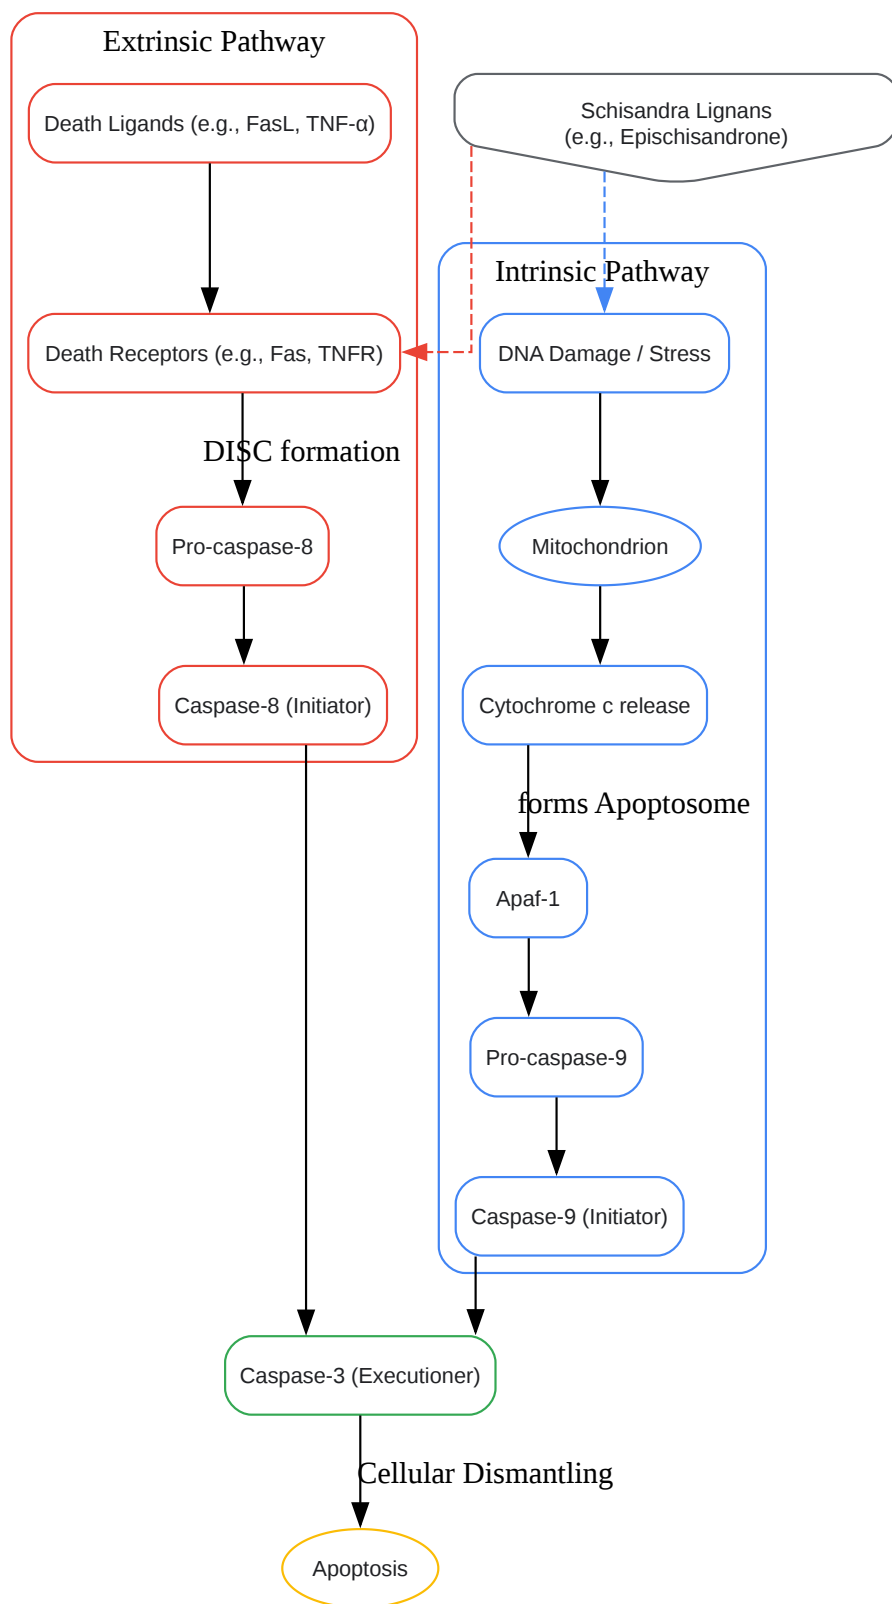 Extrinsic Pathway
Death Ligands (e.g., FasL, TNF-α)
Schisandra Lignans
(e.g., Epischisandrone)
Intrinsic Pathway
Death Receptors (e.g., Fas, TNFR)
DNA Damage / Stress
DISC formation
Pro-caspase-8
Mitochondrion
Caspase-8 (Initiator)
Cytochrome c release
forms Apoptosome
Apaf-1
Pro-caspase-9
Caspase-9 (Initiator)
Caspase-3 (Executioner)
Cellular Dismantling
Apoptosis